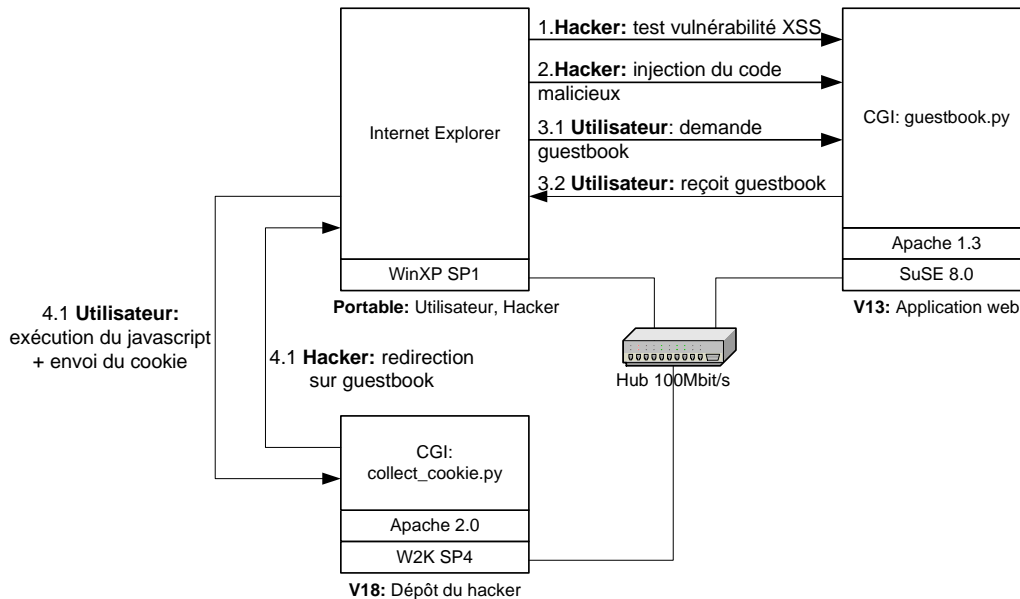 1.Hacker: test vulnérabilité XSS
2.Hacker: injection du code
malicieux
3.1 Utilisateur: demande
guestbook
3.2 Utilisateur: reçoit guestbook
Internet Explorer
WinXP SP1
Portable: Utilisateur, Hacker
CGI: guestbook.py
Apache 1.3
SuSE 8.0
V13: Application web
4.1 Utilisateur:
exécution du javascript
+ envoi du cookie
4.1 Hacker: redirection
sur guestbook
Hub 100Mbit/s
CGI:
collect_cookie.py
Apache 2.0
W2K SP4
V18: Dépôt du hacker